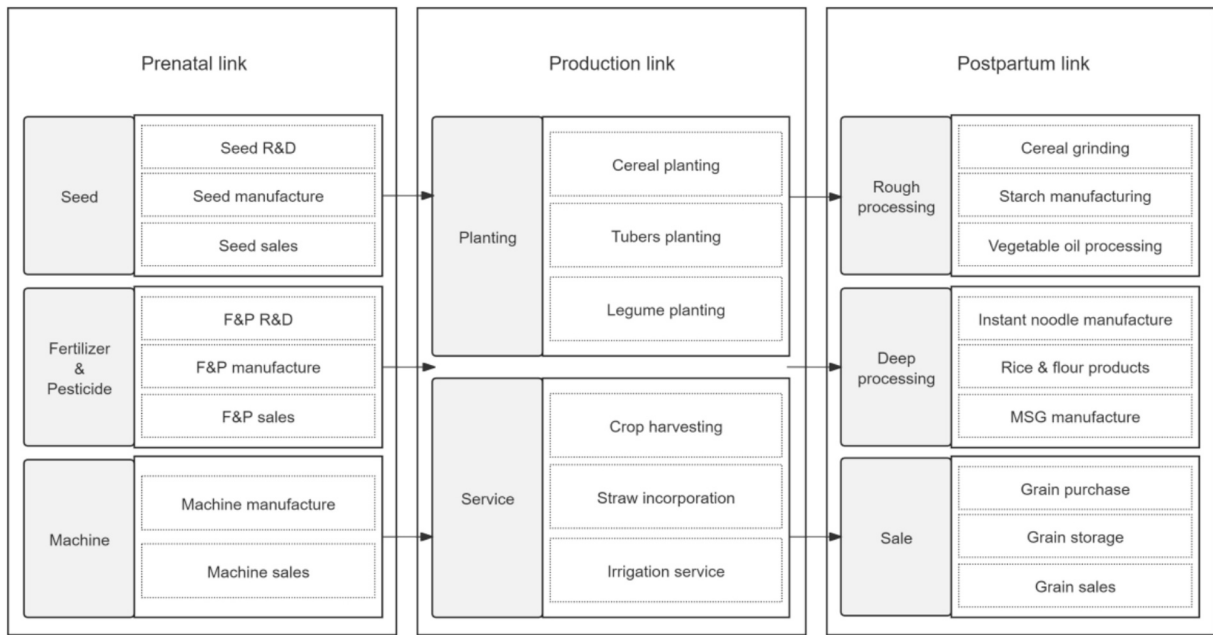 Prenatal link
Seed
Seed R&D
Seed manufacture
Seed sales
Fertilizer
&
Pesticide
F&P R&D
F&P manufacture
F&P sales
Machine
Machine manufacture
Machine sales
Production link
Planting
Cereal planting
Tubers planting
Legume planting
Service
Crop harvesting
Straw incorporation
Irrigation service
Postpartum link
Rough
processing
Cereal grinding
Starch manufacturing
Vegetable oil processing
Deep
processing
Instant noodle manufacture
Rice & flour products
MSG manufacture
Sale
Grain purchase
Grain storage
Grain sales